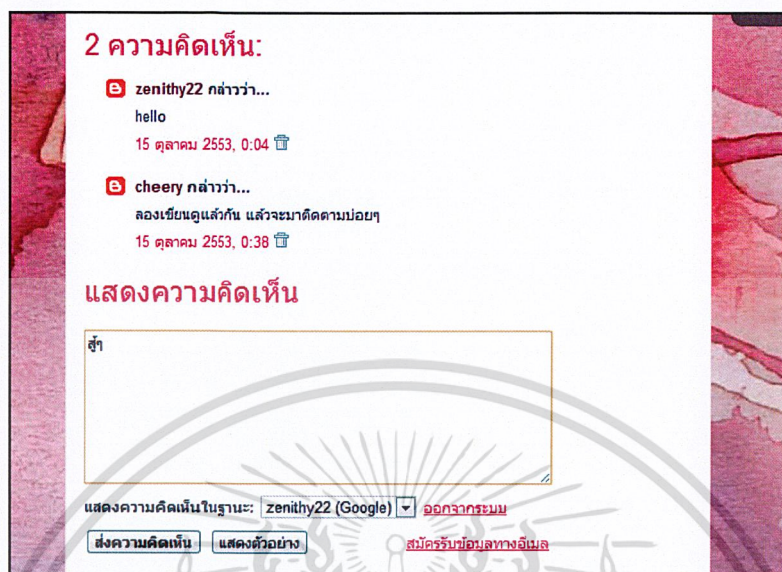 2 ความคิดเห็น:
zenithy22 กล่าวว่า...
hello
15 ตุลาคม 2553, 0:04
cheery กล่าวว่า...
ลองเขียนดูแล้วกัน แล้วจะมาติดตามบ่อยๆ
15 ตุลาคม 2553, 0:38
แสดงความคิดเห็น
สู้ๆ
แสดงความคิดเห็นในฐานะ: zenithy22 (Google) ออกจากระบบ
ส่งความคิดเห็น แสดงตัวอย่าง สมัครรับข้อมูลทางอีเมล